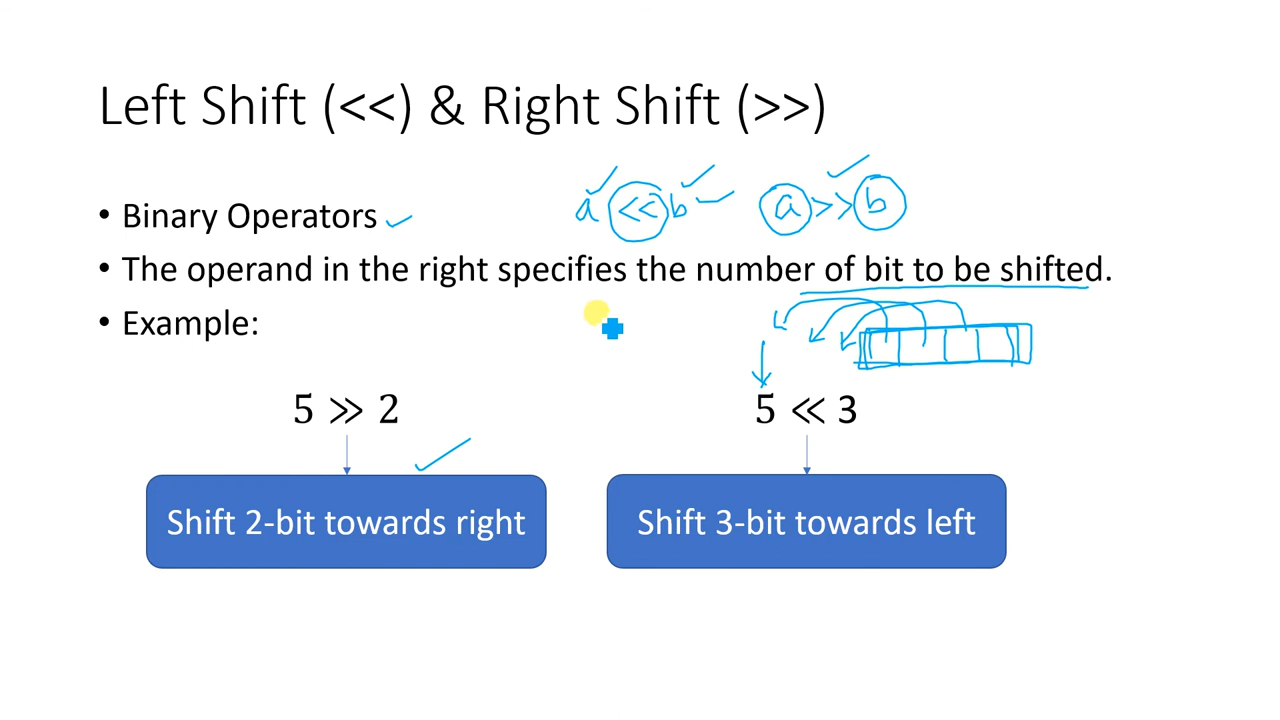 Left Shift (<<) & Right Shift (>>)
• Binary Operators
a << b
a >> b
• The operand in the right specifies the number of bit to be shifted.
• Example:
5 ≫ 2
5 ≪ 3
Shift 2-bit towards right
Shift 3-bit towards left